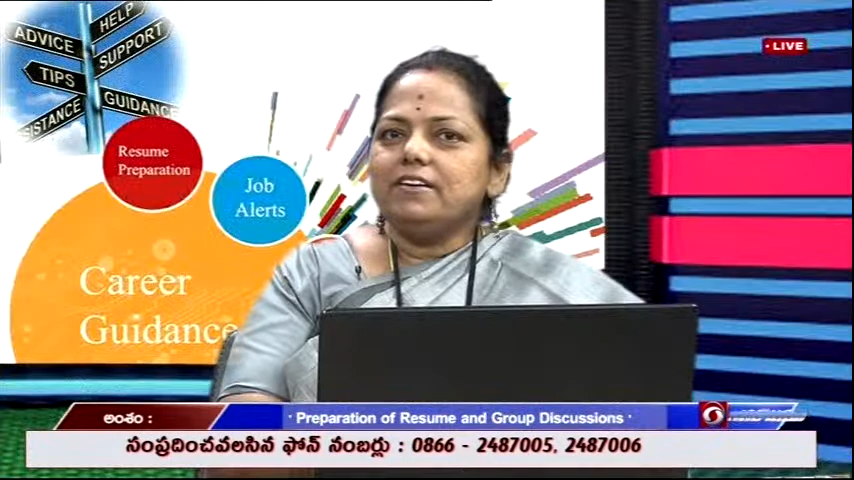 HELP
ADVICE
SUPPORT
TIPS
GUIDANCE
SISTANCE
LIVE
Resume
Preparation
Job
Alerts
Career
Guidance
అంశం :
Preparation of Resume and Group Discussions
సంప్రదించవలసిన ఫోన్ నంబర్లు : 0866 - 2487005, 2487006